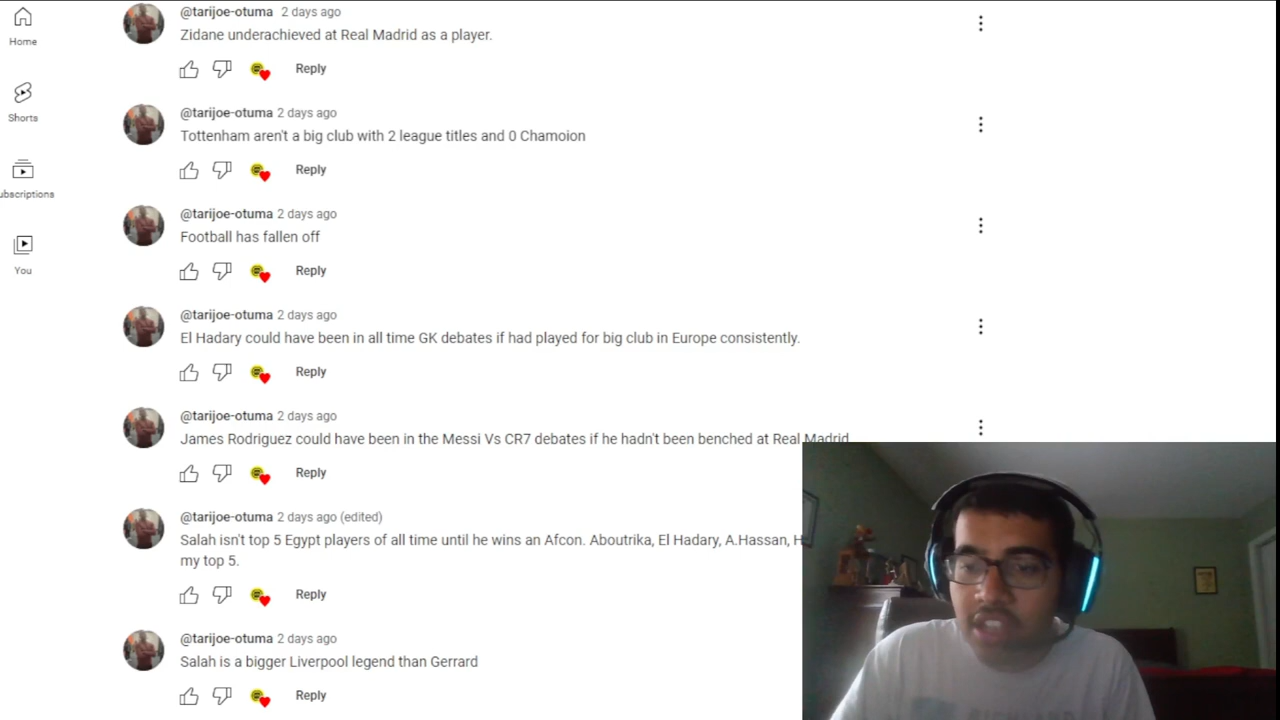 @tarijoe-otuma 2 days ago
Home
Zidane underachieved at Real Madrid as a player.
Reply
Shorts
@tarijoe-otuma 2 days ago
Tottenham aren't a big club with 2 league titles and 0 Chamoion
Reply
ubscriptions
@tarijoe-otuma 2 days ago
Football has fallen off
You
Reply
@tarijoe-otuma 2 days ago
El Hadary could have been in all time GK debates if had played for big club in Europe consistently.
Reply
@tarijoe-otuma 2 days ago
James Rodriguez could have been in the Messi Vs CR7 debates if he hadn't been benched at Real Madrid
Reply
@tarijoe-otuma 2 days ago (edited)
Salah isn't top 5 Egypt players of all time until he wins an Afcon. Aboutrika, El Hadary, A.Hassan, H
my top 5.
Reply
@tarijoe-otuma 2 days ago
Salah is a bigger Liverpool legend than Gerrard
Reply